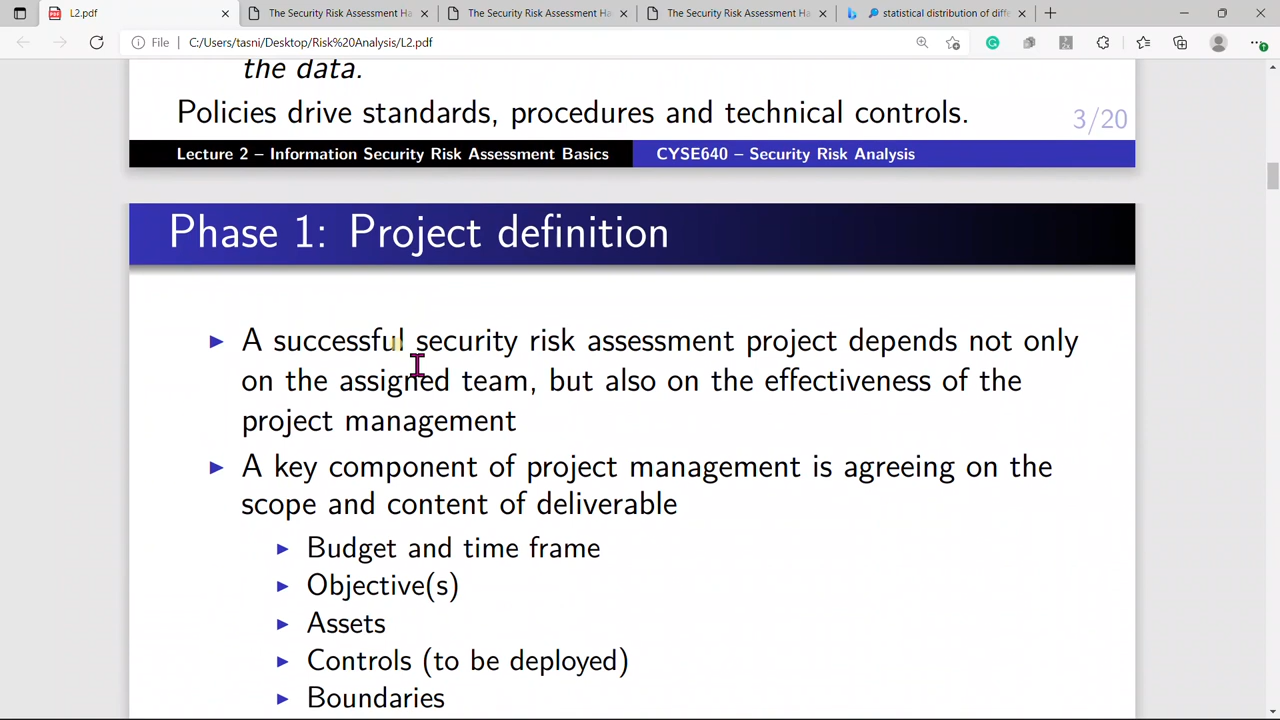 L2.pdf
The Security Risk Assessment Ha
The Security Risk Assessment Ha
The Security Risk Assessment Ha
statistical distribution of diffe
File
C:/Users/tasni/Desktop/Risk%20Analysis/L2.pdf
the data.
Policies drive standards, procedures and technical controls.
3/20
Lecture 2 – Information Security Risk Assessment Basics
CYSE640 – Security Risk Analysis
Phase 1: Project definition
A successful security risk assessment project depends not only
on the assigned team, but also on the effectiveness of the
project management
A key component of project management is agreeing on the
scope and content of deliverable
Budget and time frame
Objective(s)
Assets
Controls (to be deployed)
Boundaries